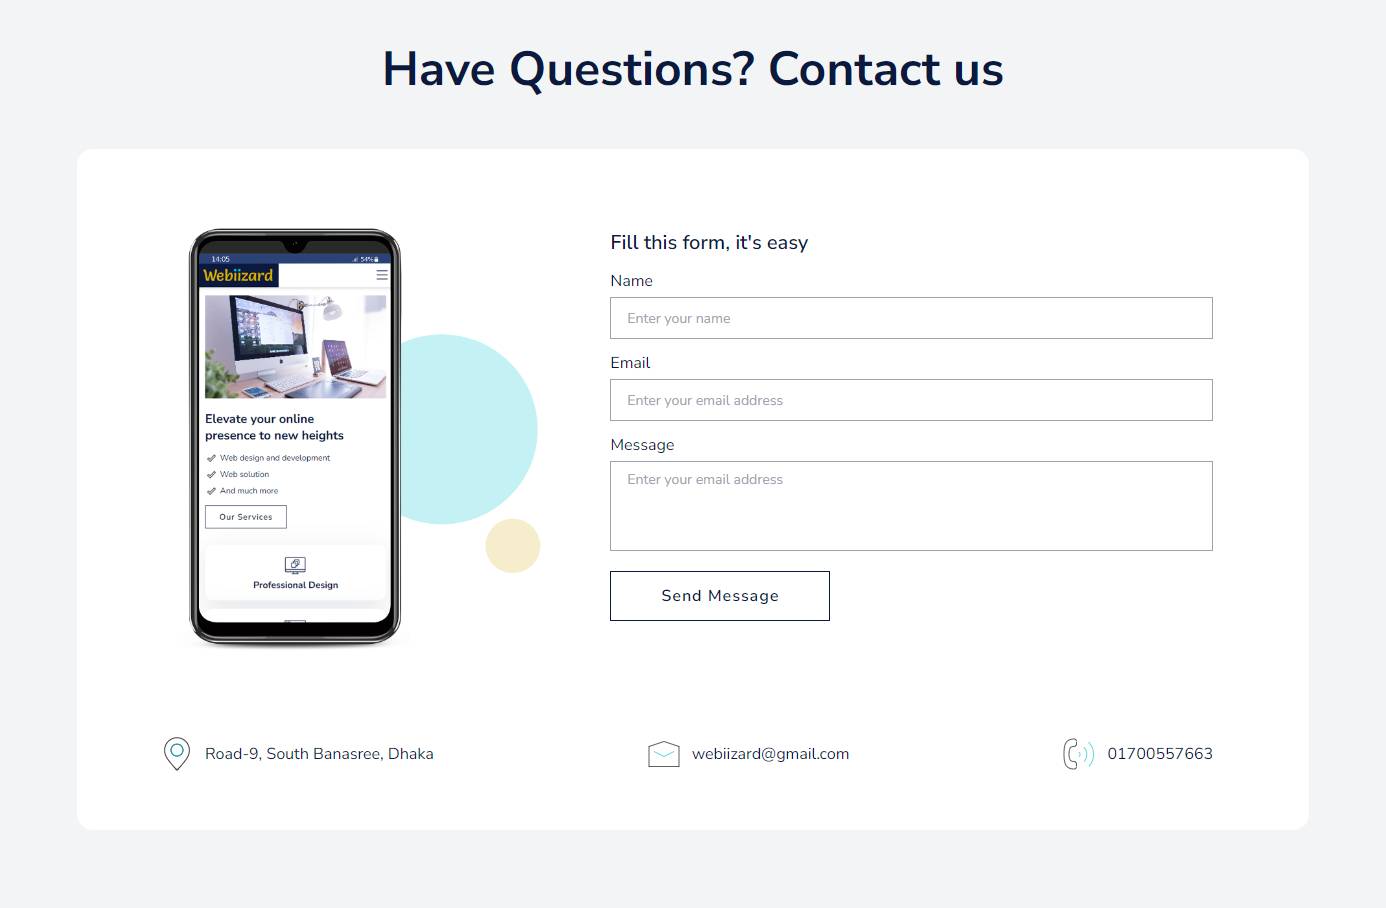 Have Questions? Contact us
14:05 54%
Webiizard
Elevate your online
presence to new heights
Web design and development
Web solution
And much more
Our Services
Professional Design
Fill this form, it's easy
Name
Enter your name
Email
Enter your email address
Message
Enter your email address
Send Message
Road-9, South Banasree, Dhaka
webiizard@gmail.com
01700557663